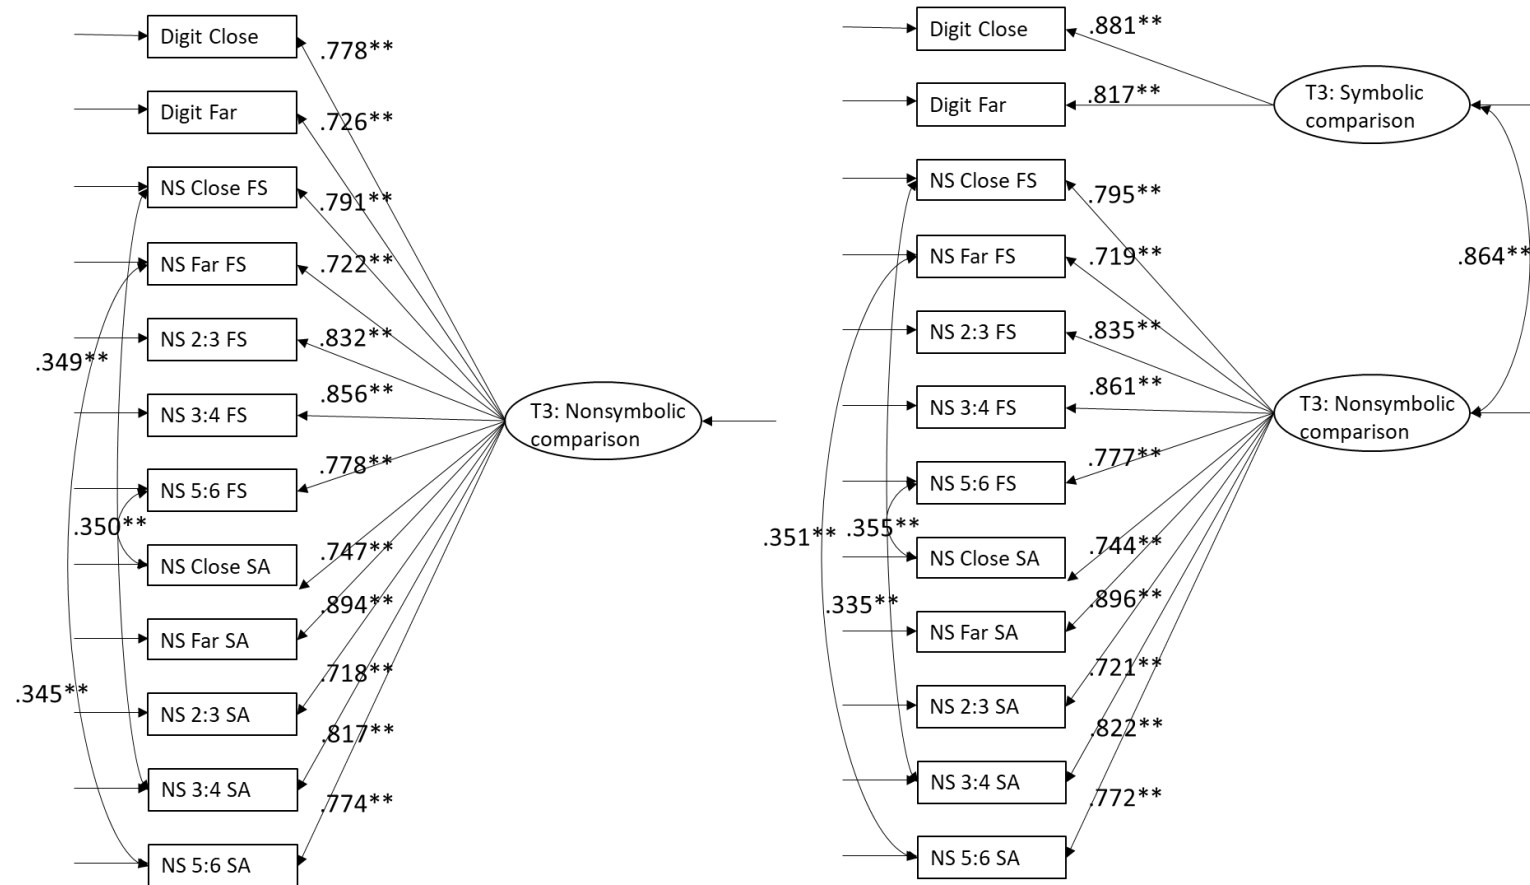 Digit Close
.778**
Digit Far
.726**
NS Close FS
.791**
NS Far FS
.722**
NS 2:3 FS
.832**
.349**
NS 3:4 FS
.856**
T3: Nonsymbolic
comparison
NS 5:6 FS
.778**
.350**
NS Close SA
.747**
NS Far SA
.894**
.345**
NS 2:3 SA
.718**
NS 3:4 SA
.817**
NS 5:6 SA
.774**
Digit Close
.881**
Digit Far
.817**
T3: Symbolic
comparison
NS Close FS
.795**
NS Far FS
.719**
.864**
NS 2:3 FS
.835**
NS 3:4 FS
.861**
T3: Nonsymbolic
comparison
NS 5:6 FS
.777**
.351**
.355**
NS Close SA
.744**
.335**
NS Far SA
.896**
NS 2:3 SA
.721**
NS 3:4 SA
.822**
NS 5:6 SA
.772**